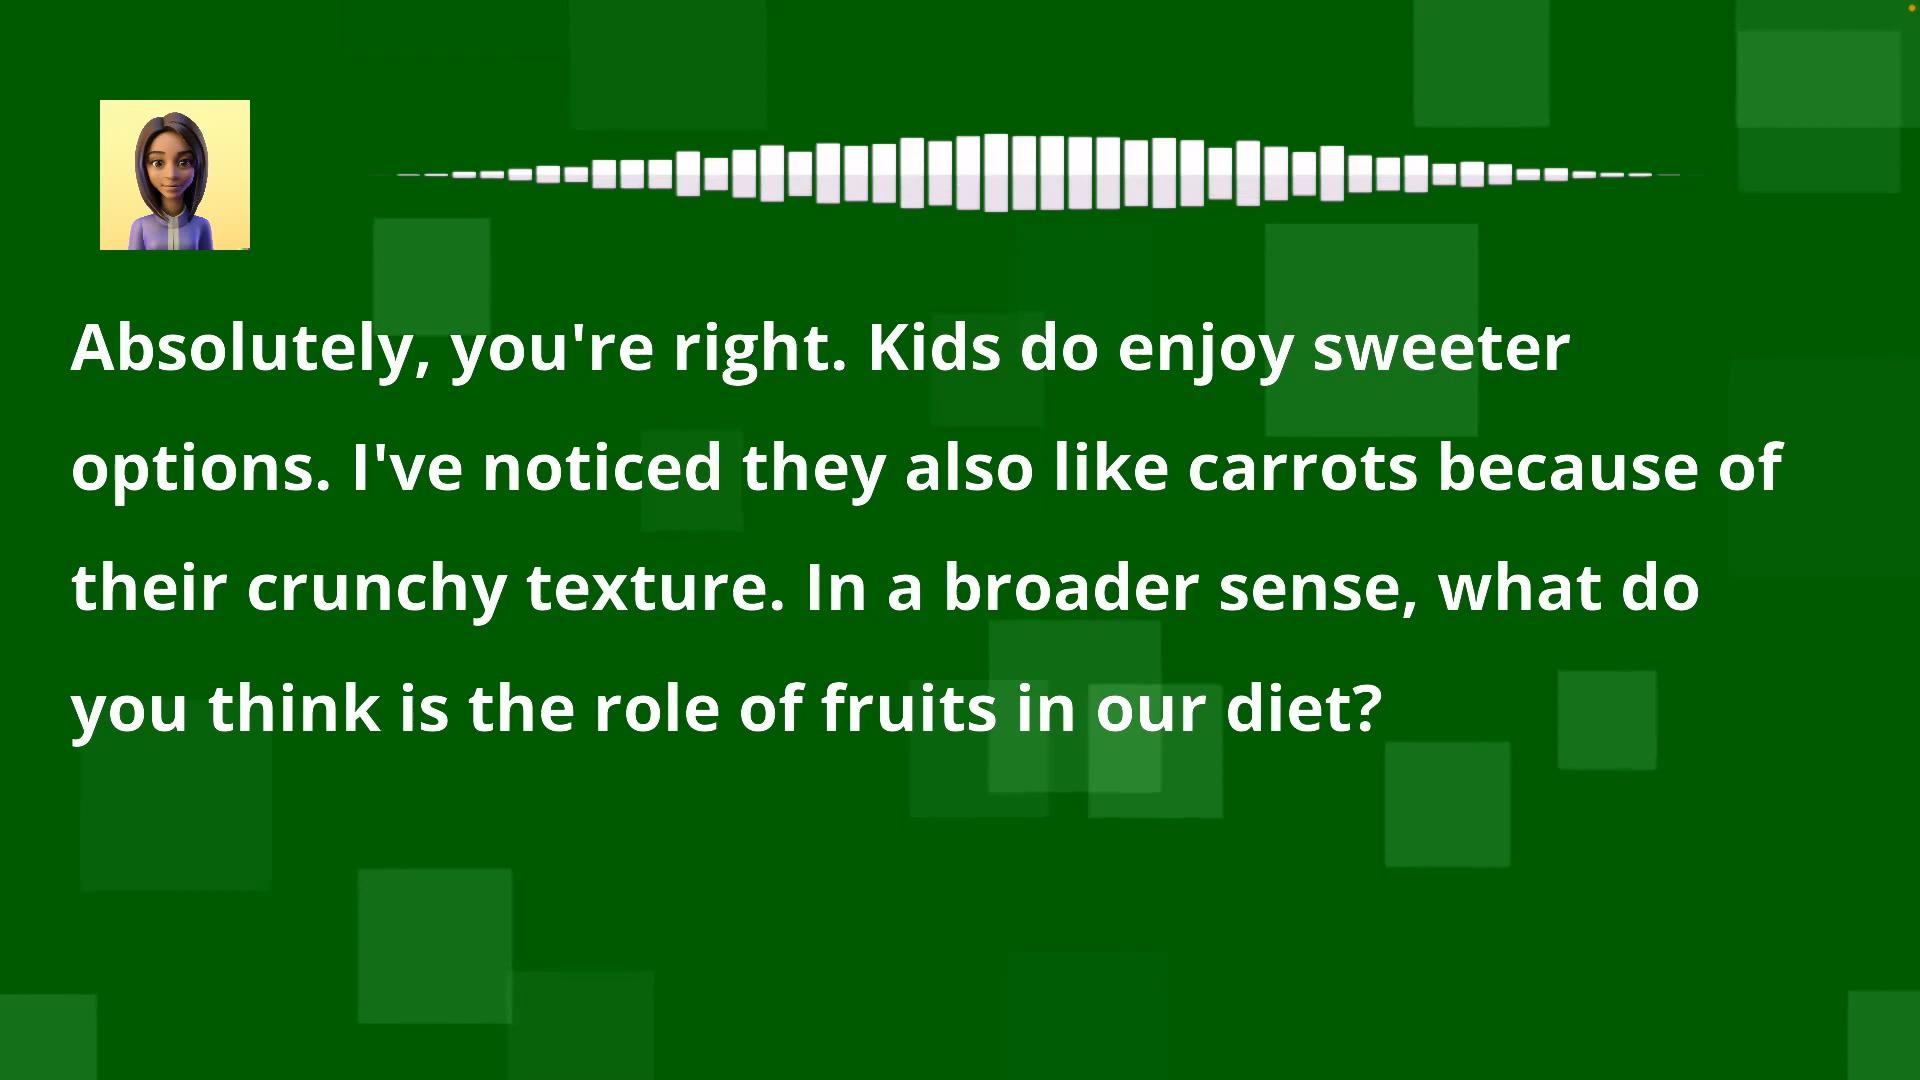 Absolutely, you're right. Kids do enjoy sweeter
options. I've noticed they also like carrots because of
their crunchy texture. In a broader sense, what do
you think is the role of fruits in our diet?